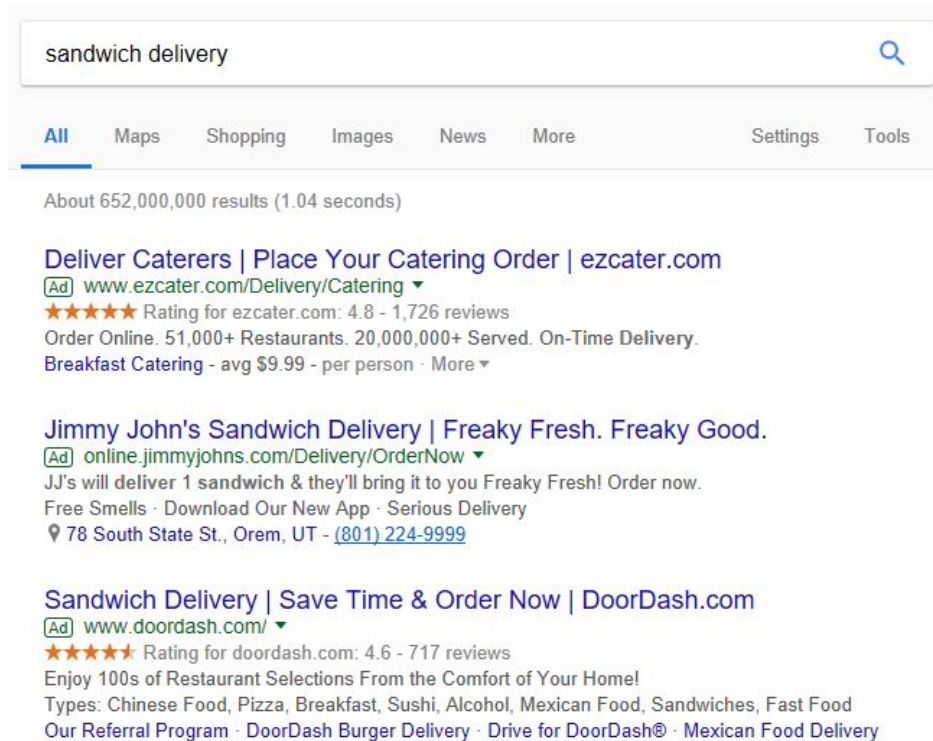 sandwich delivery
All Maps Shopping Images News More Settings Tools
About 652,000,000 results (1.04 seconds)
Deliver Caterers | Place Your Catering Order | ezcater.com
Ad www.ezcater.com/Delivery/Catering
Rating for ezcater.com: 4.8 - 1,726 reviews
Order Online. 51,000+ Restaurants. 20,000,000+ Served. On-Time Delivery.
Breakfast Catering - avg $9.99 - per person · More
Jimmy John's Sandwich Delivery | Freaky Fresh. Freaky Good.
Ad online.jimmyjohns.com/Delivery/OrderNow
JJ's will deliver 1 sandwich & they'll bring it to you Freaky Fresh! Order now.
Free Smells · Download Our New App · Serious Delivery
78 South State St., Orem, UT - (801) 224-9999
Sandwich Delivery | Save Time & Order Now | DoorDash.com
Ad www.doordash.com/
Rating for doordash.com: 4.6 - 717 reviews
Enjoy 100s of Restaurant Selections From the Comfort of Your Home!
Types: Chinese Food, Pizza, Breakfast, Sushi, Alcohol, Mexican Food, Sandwiches, Fast Food
Our Referral Program · DoorDash Burger Delivery · Drive for DoorDash® · Mexican Food Delivery